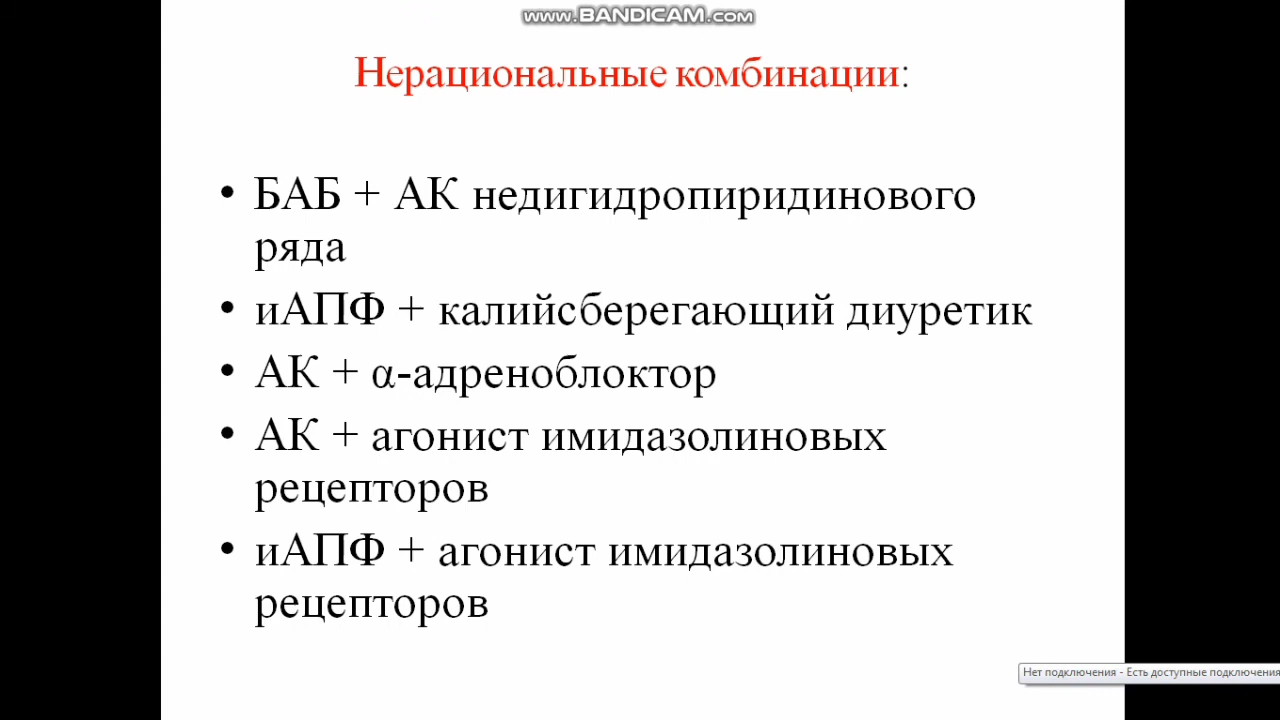 www.BANDICAM.com
Нерациональные комбинации:
• БАБ + АК недигидропиридинового
ряда
• иАПФ + калийсберегающий диуретик
• АК + α-адреноблоктор
• АК + агонист имидазолиновых
рецепторов
• иАПФ + агонист имидазолиновых
рецепторов
Нет подключения - Есть доступные подключения